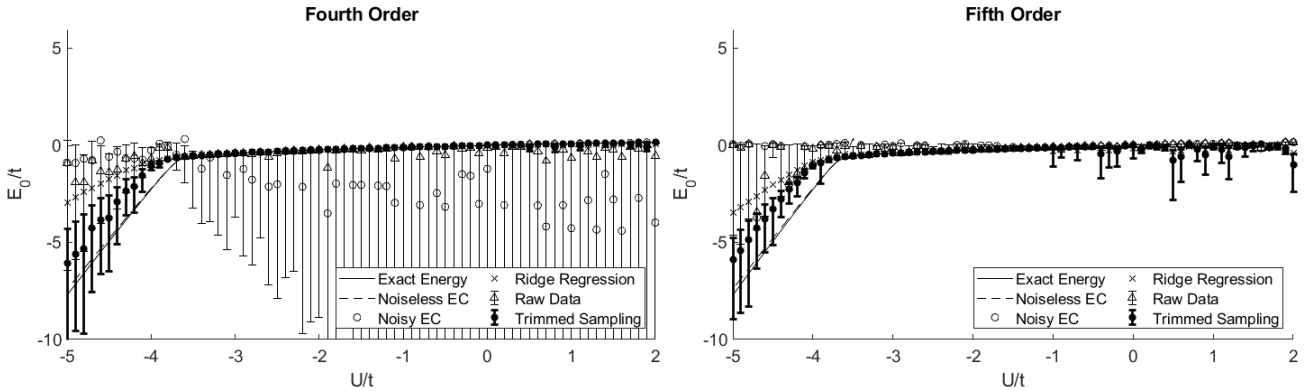 Fourth Order
5
0
-5
-10
E0/t
-5 -4 -3 -2 -1 0 1 2
U/t
Exact Energy
Noiseless EC
Noisy EC
Ridge Regression
Raw Data
Trimmed Sampling
Fifth Order
5
0
-5
-10
E0/t
-5 -4 -3 -2 -1 0 1 2
U/t
Exact Energy
Noiseless EC
Noisy EC
Ridge Regression
Raw Data
Trimmed Sampling